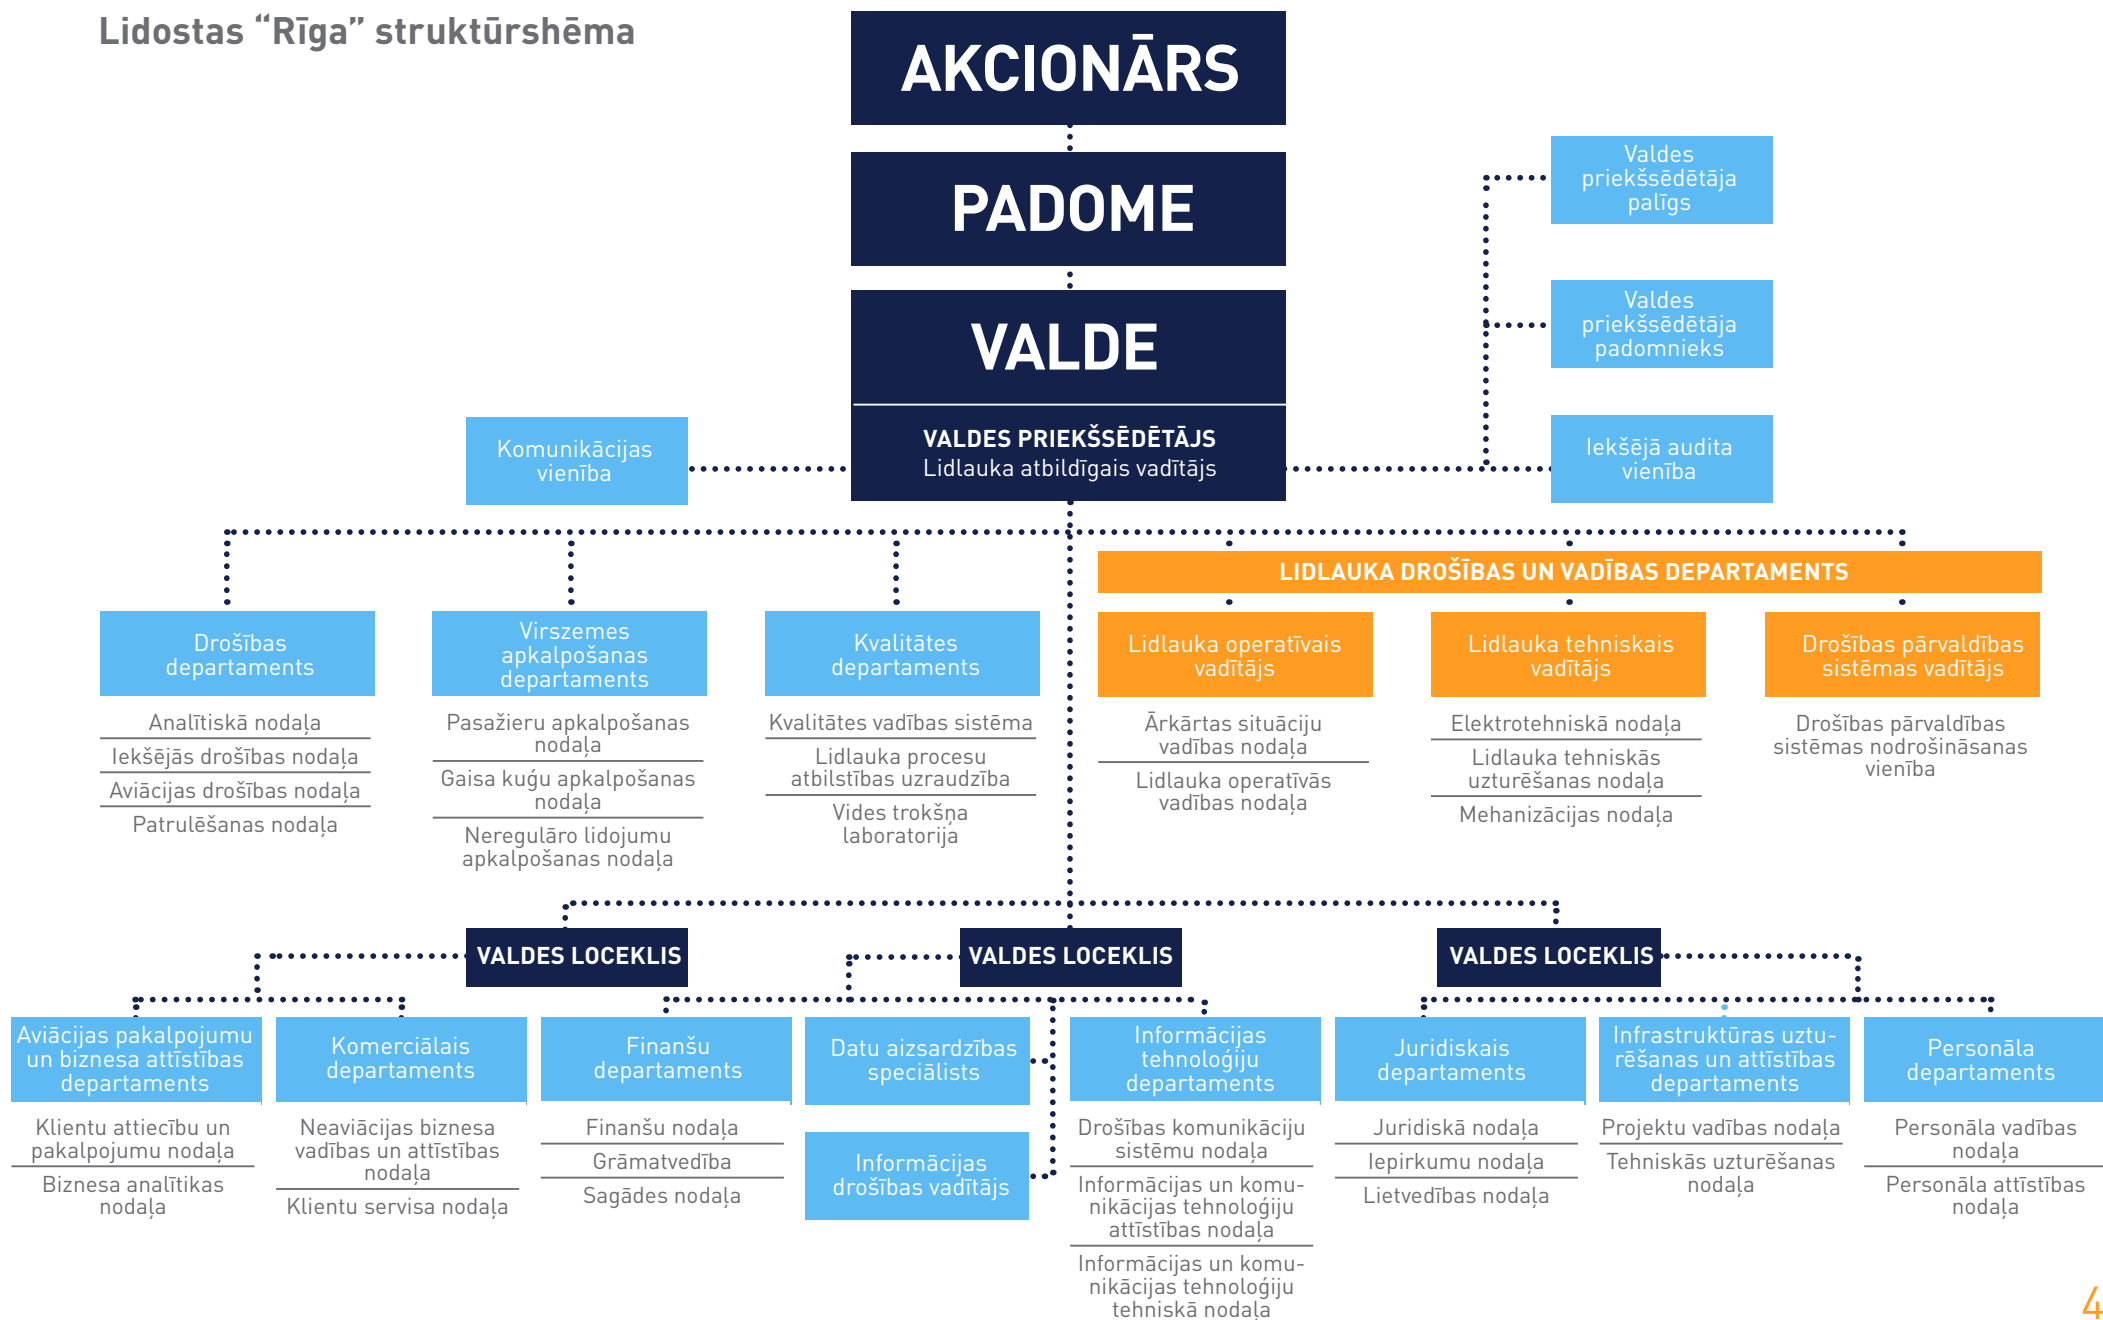 Lidostas “Rīga” struktūrshēma
AKCIONĀRS
PADOME
VALDE
VALDES PRIEKŠSĒDĒTĀJS
Lidlauka atbildīgais vadītājs
Valdes
priekšsēdētāja
palīgs
Valdes
priekšsēdētāja
padomnieks
Komunikācijas
vienība
Iekšējā audita
vienība
LIDLAUKA DROŠĪBAS UN VADĪBAS DEPARTAMENTS
Drošības
departaments
Analītiskā nodaļa
Iekšējās drošības nodaļa
Aviācijas drošības nodaļa
Patrulēšanas nodaļa
Virszemes
apkalpošanas
departaments
Pasažieru apkalpošanas
nodaļa
Gaisa kuģu apkalpošanas
nodaļa
Neregulāro lidojumu
apkalpošanas nodaļa
Kvalitātes
departaments
Kvalitātes vadības sistēma
Lidlauka procesu
atbilstības uzraudzība
Vides trokšņa
laboratorija
Lidlauka operatīvais
vadītājs
Ārkārtas situāciju
vadības nodaļa
Lidlauka operatīvās
vadības nodaļa
Lidlauka tehniskais
vadītājs
Elektrotehniskā nodaļa
Lidlauka tehniskās
uzturēšanas nodaļa
Mehanizācijas nodaļa
Drošības pārvaldības
sistēmas vadītājs
Drošības pārvaldības
sistēmas nodrošināsanas
vienība
VALDES LOCEKLIS
VALDES LOCEKLIS
VALDES LOCEKLIS
Aviācijas pakalpojumu
un biznesa attīstības
departaments
Klientu attiecību un
pakalpojumu nodaļa
Biznesa analītikas
nodaļa
Komerciālais
departaments
Neaviācijas biznesa
vadības un attīstības
nodaļa
Klientu servisa nodaļa
Finanšu
departaments
Finanšu nodaļa
Grāmatvedība
Sagādes nodaļa
Datu aizsardzības
speciālists
Informācijas
drošības vadītājs
Informācijas
tehnoloģiju
departaments
Drošības komunikāciju
sistēmu nodaļa
Informācijas un komu-
nikācijas tehnoloģiju
attīstības nodaļa
Informācijas un komu-
nikācijas tehnoloģiju
tehniskā nodaļa
Juridiskais
departaments
Juridiskā nodaļa
Iepirkumu nodaļa
Lietvedības nodaļa
Infrastruktūras uztu-
rēšanas un attīstības
departaments
Projektu vadības nodaļa
Tehniskās uzturēšanas
nodaļa
Personāla
departaments
Personāla vadības
nodaļa
Personāla attīstības
nodaļa
4